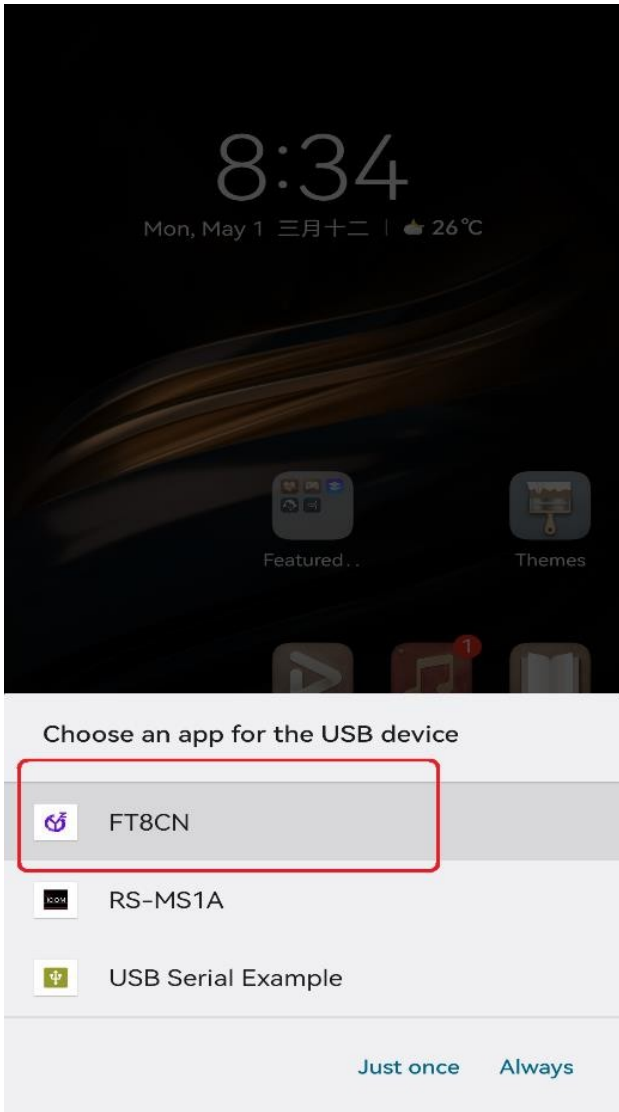 8:34
Mon, May 1 三月十二 | 26°C
Featured..
Themes
1
Choose an app for the USB device
FT8CN
ICOM
RS-MS1A
USB Serial Example
Just once Always